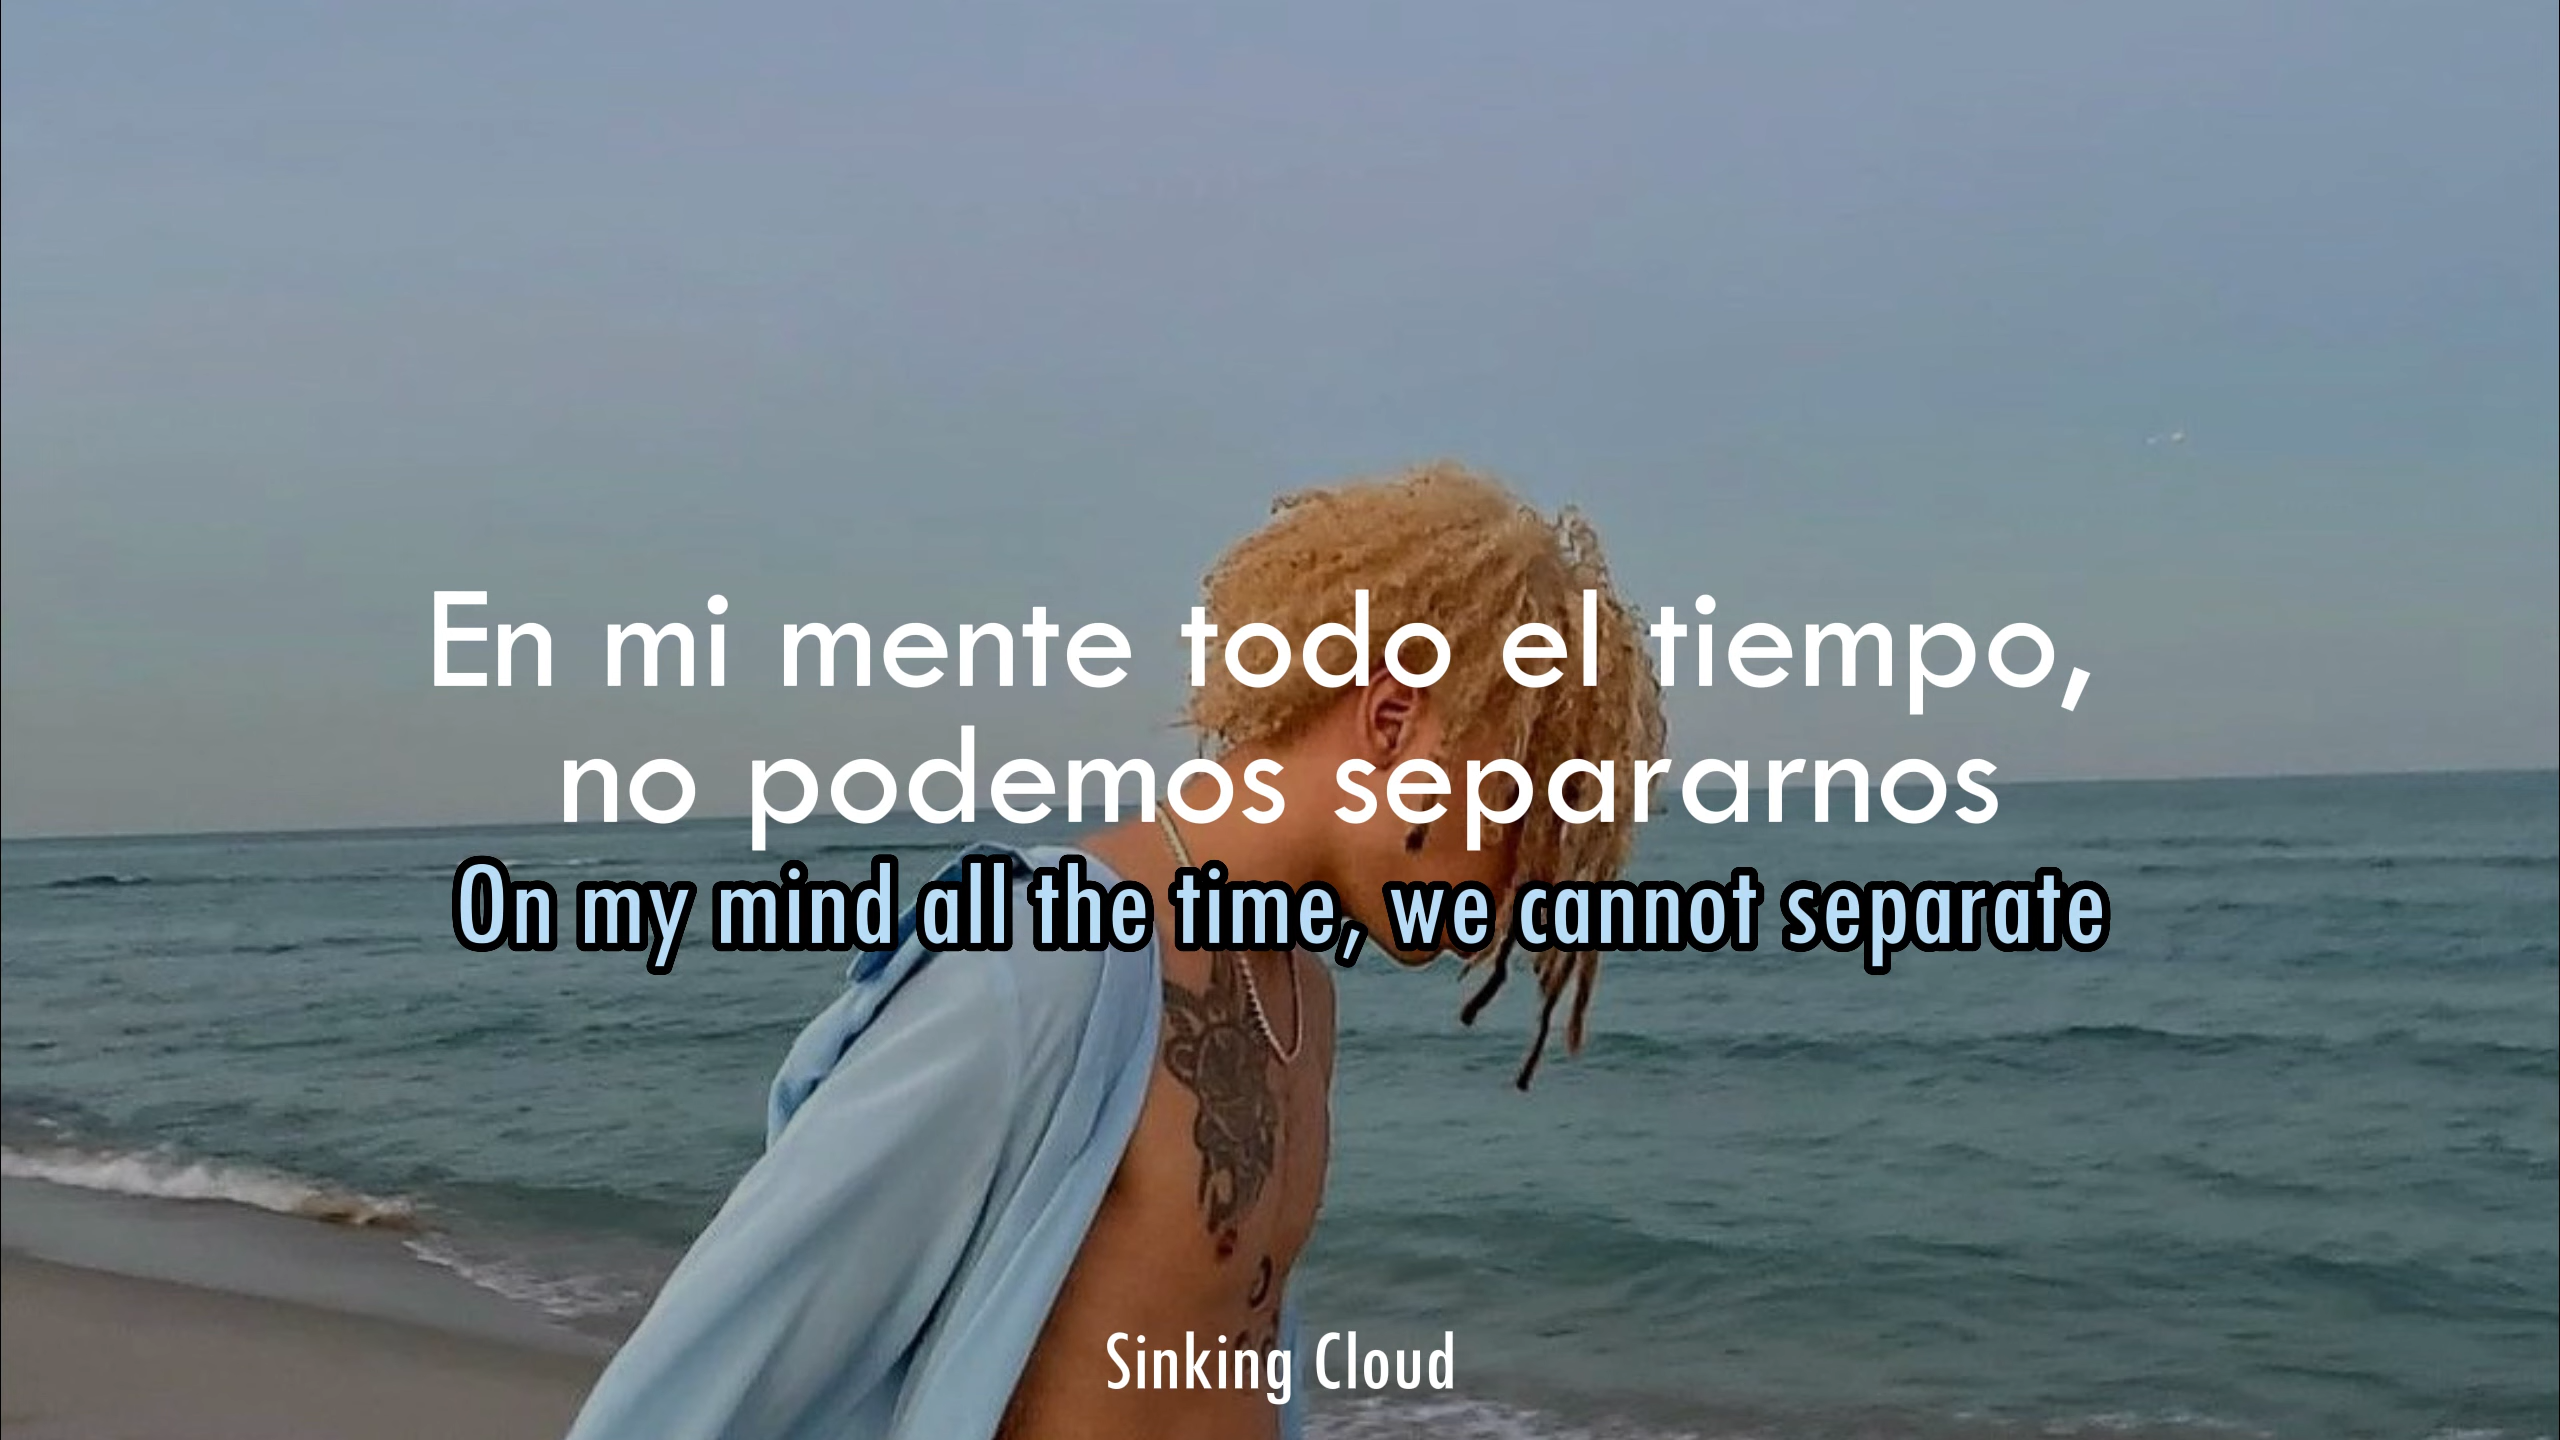 En mi mente todo el tiempo,
no podemos separarnos
On my mind all the time, we cannot separate
Sinking Cloud